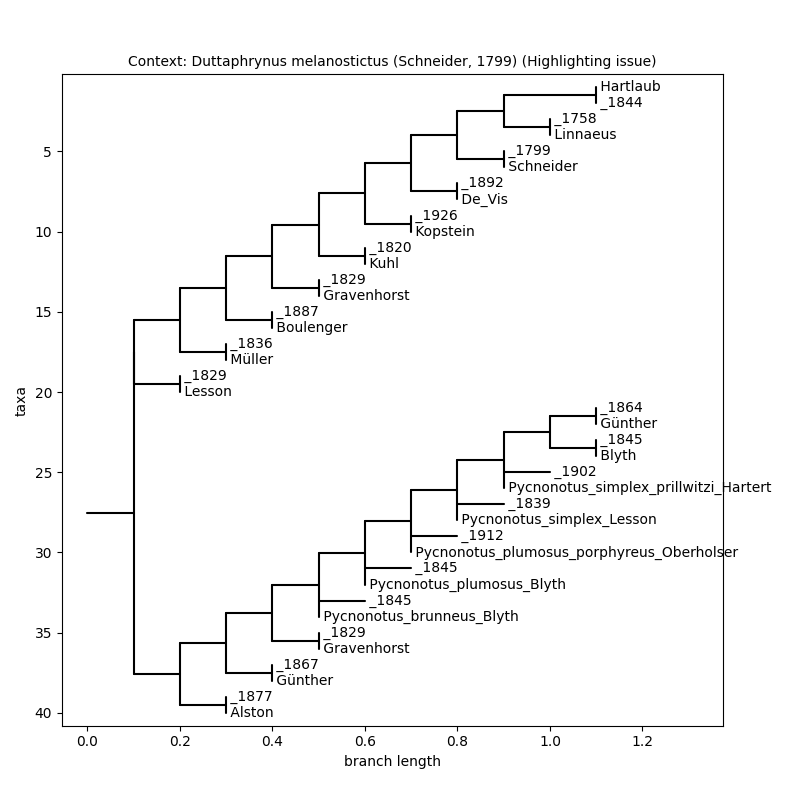 Context: Duttaphrynus melanostictus (Schneider, 1799) (Highlighting issue)
Hartlaub
_1844
_1758
Linnaeus
_1799
Schneider
_1892
De_Vis
_1926
Kopstein
_1820
Kuhl
_1829
Gravenhorst
_1887
Boulenger
_1836
Müller
_1829
Lesson
_1864
Günther
_1845
Blyth
_1902
Pycnonotus_simplex_prillwitzi_Hartert
_1839
Pycnonotus_simplex_Lesson
_1912
Pycnonotus_plumosus_porphyreus_Oberholser
_1845
Pycnonotus_plumosus_Blyth
_1845
Pycnonotus_brunneus_Blyth
_1829
Gravenhorst
_1867
Günther
_1877
Alston
5
10
15
20
25
30
35
40
taxa
0.0 0.2 0.4 0.6 0.8 1.0 1.2
branch length